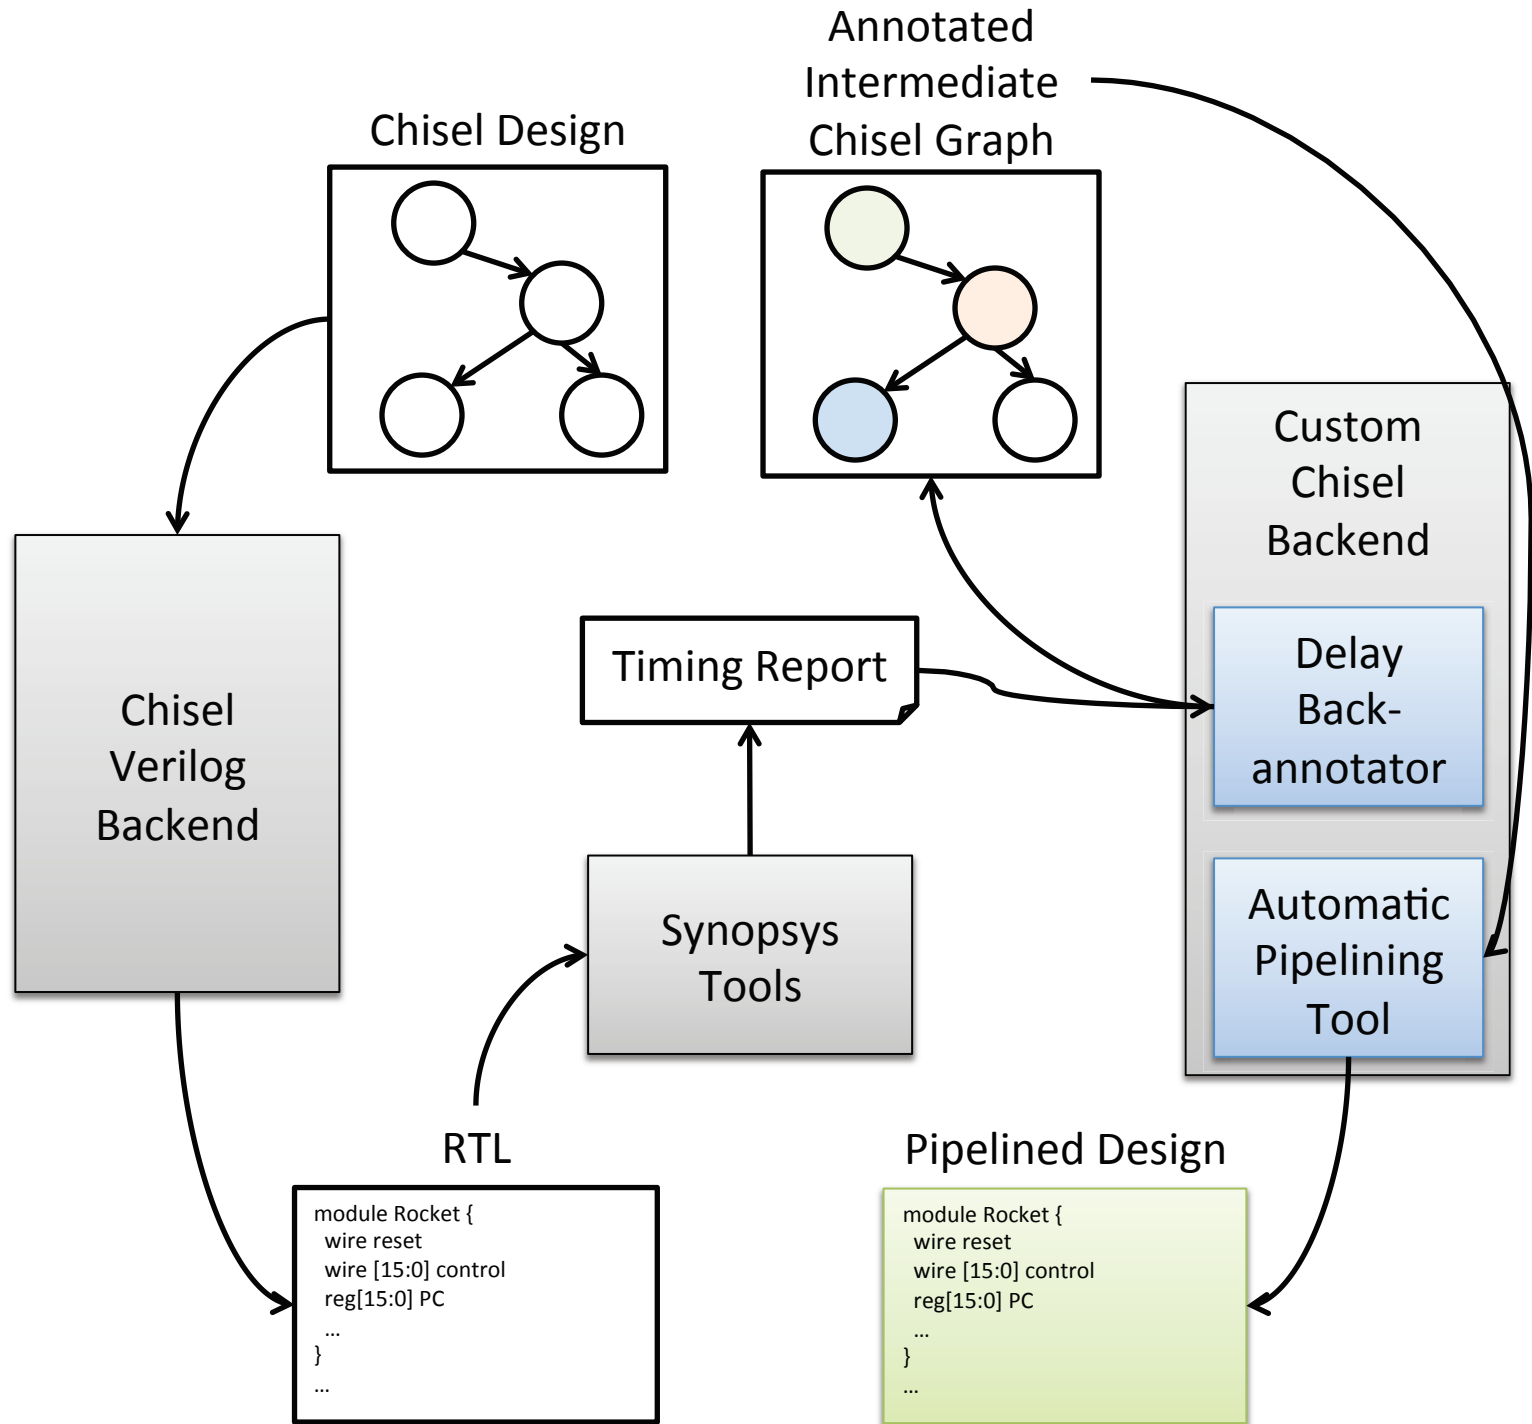 Annotated
Intermediate
Chisel Graph
Chisel Design
Custom
Chisel
Backend
Timing Report
Delay
Back-
annotator
Chisel
Verilog
Backend
Synopsys
Tools
Automatic
Pipelining
Tool
RTL
module Rocket {
wire reset
wire [15:0] control
reg[15:0] PC
...
}
...
Pipelined Design
module Rocket {
wire reset
wire [15:0] control
reg[15:0] PC
...
}
...